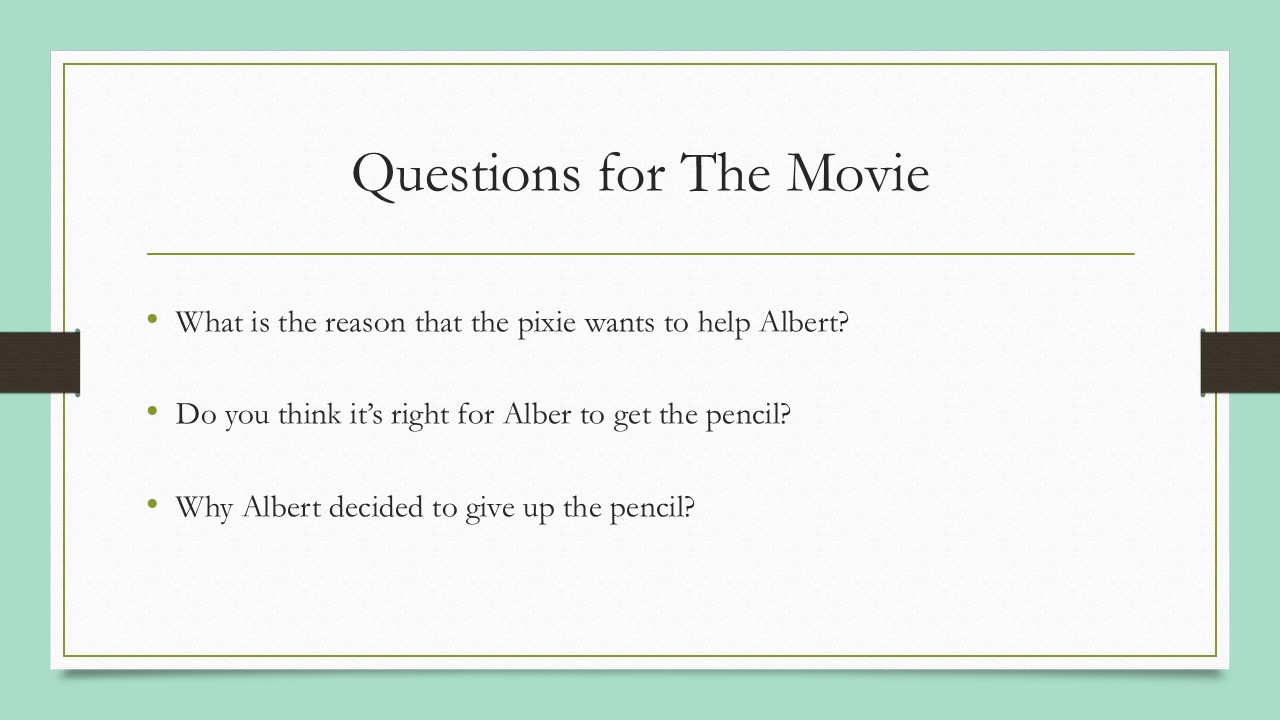 Questions for The Movie
• What is the reason that the pixie wants to help Albert?
• Do you think it’s right for Alber to get the pencil?
• Why Albert decided to give up the pencil?